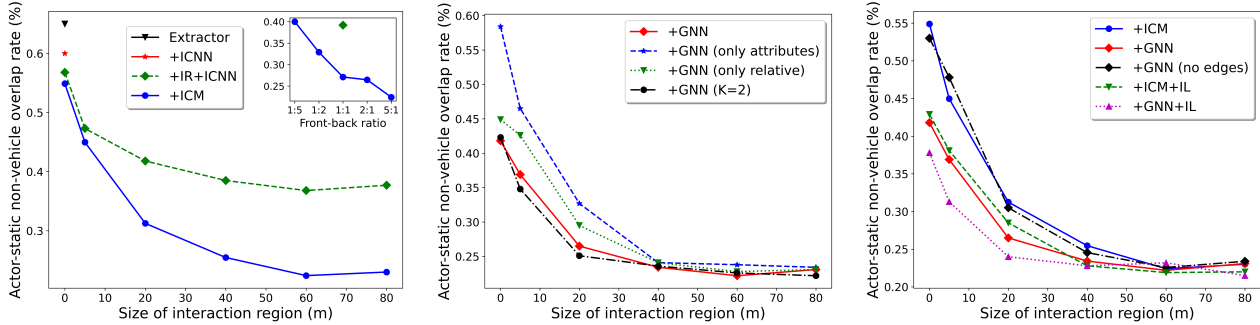 Actor-static non-vehicle overlap rate (%)
0.6
0.5
0.4
0.3
Extractor
+ICNN
+IR+ICNN
+ICM
0.40
0.35
0.30
0.25
1:5 1:2 1:1 2:1 5:1
Front-back ratio
0 10 20 30 40 50 60 70 80
Size of interaction region (m)
Actor-static non-vehicle overlap rate (%)
0.60
0.55
0.50
0.45
0.40
0.35
0.30
0.25
+GNN
+GNN (only attributes)
+GNN (only relative)
+GNN (K=2)
0 10 20 30 40 50 60 70 80
Size of interaction region (m)
Actor-static non-vehicle overlap rate (%)
0.55
0.50
0.45
0.40
0.35
0.30
0.25
0.20
+ICM
+GNN
+GNN (no edges)
+ICM+IL
+GNN+IL
0 10 20 30 40 50 60 70 80
Size of interaction region (m)